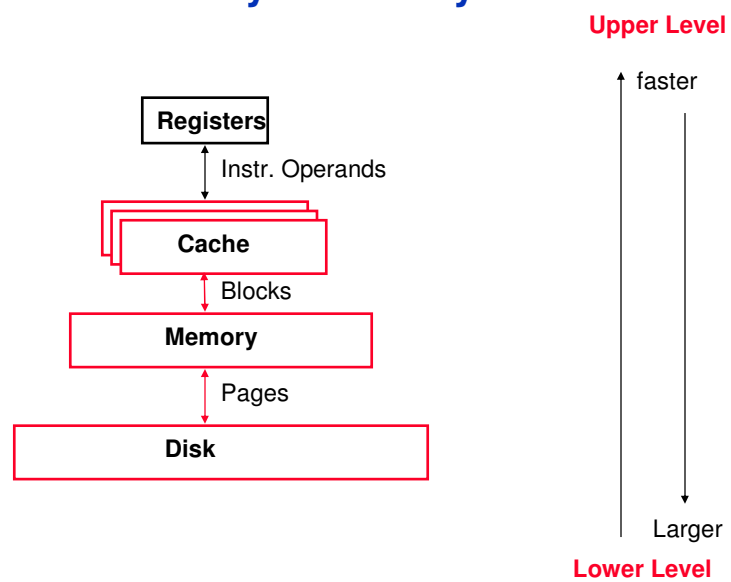 Upper Level
faster
Registers
Instr. Operands
Cache
Blocks
Memory
Pages
Disk
Larger
Lower Level